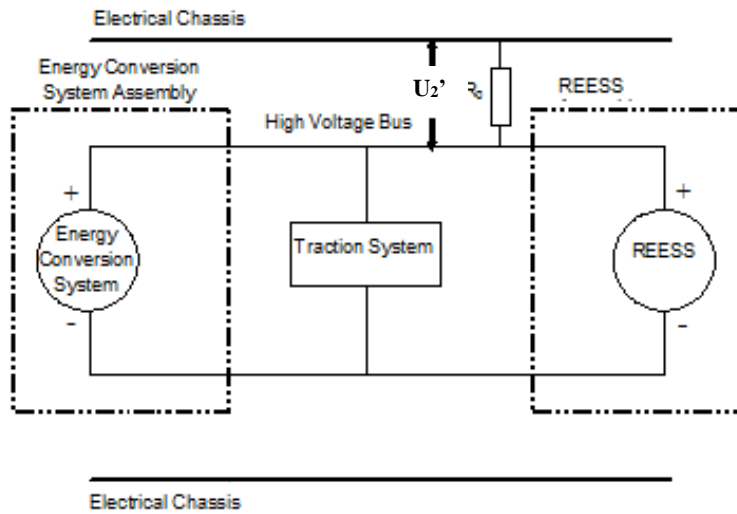 Electrical Chassis
Energy Conversion
System Assembly
U₂’
REESS
High Voltage Bus
+
+
Energy
Conversion
System
Traction System
REESS
-
-
Electrical Chassis